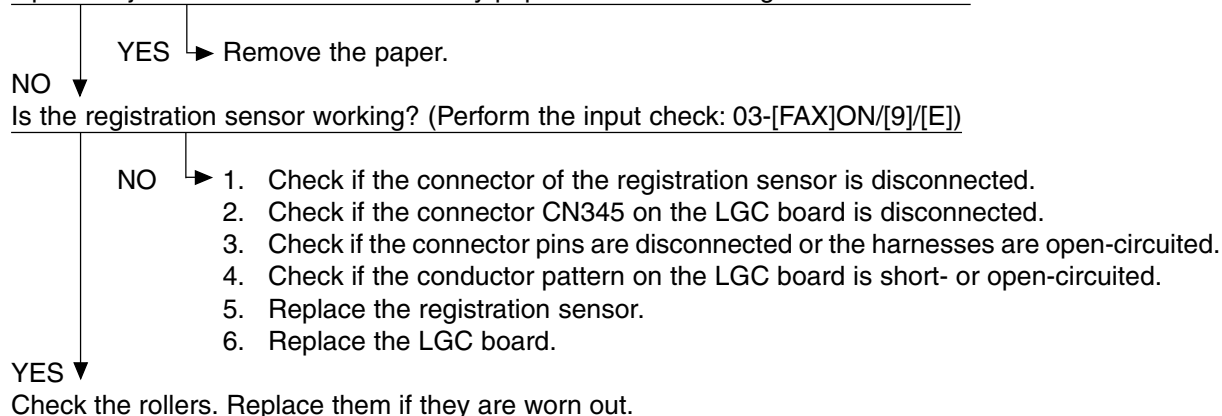 YES Remove the paper.
NO
Is the registration sensor working? (Perform the input check: 03-[FAX]ON/[9]/[E])
NO 1. Check if the connector of the registration sensor is disconnected.
2. Check if the connector CN345 on the LGC board is disconnected.
3. Check if the connector pins are disconnected or the harnesses are open-circuited.
4. Check if the conductor pattern on the LGC board is short- or open-circuited.
5. Replace the registration sensor.
6. Replace the LGC board.
YES
Check the rollers. Replace them if they are worn out.